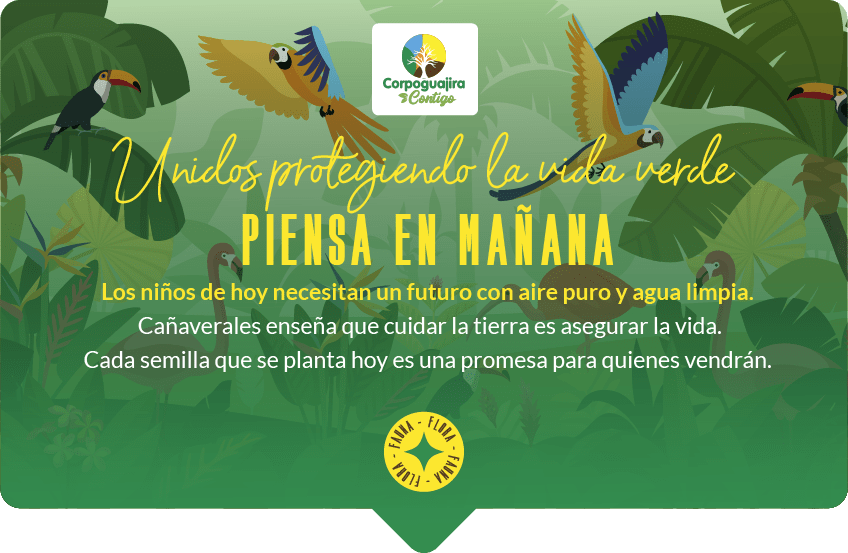 Corpoguajira
Contigo
Unidos protegiendo la vida verde
PIENSA EN MAÑANA
Los niños de hoy necesitan un futuro con aire puro y agua limpia.
Cañaverales enseña que cuidar la tierra es asegurar la vida.
Cada semilla que se planta hoy es una promesa para quienes vendrán.
FAUNA - FLORA - FAUNA - FLORA -